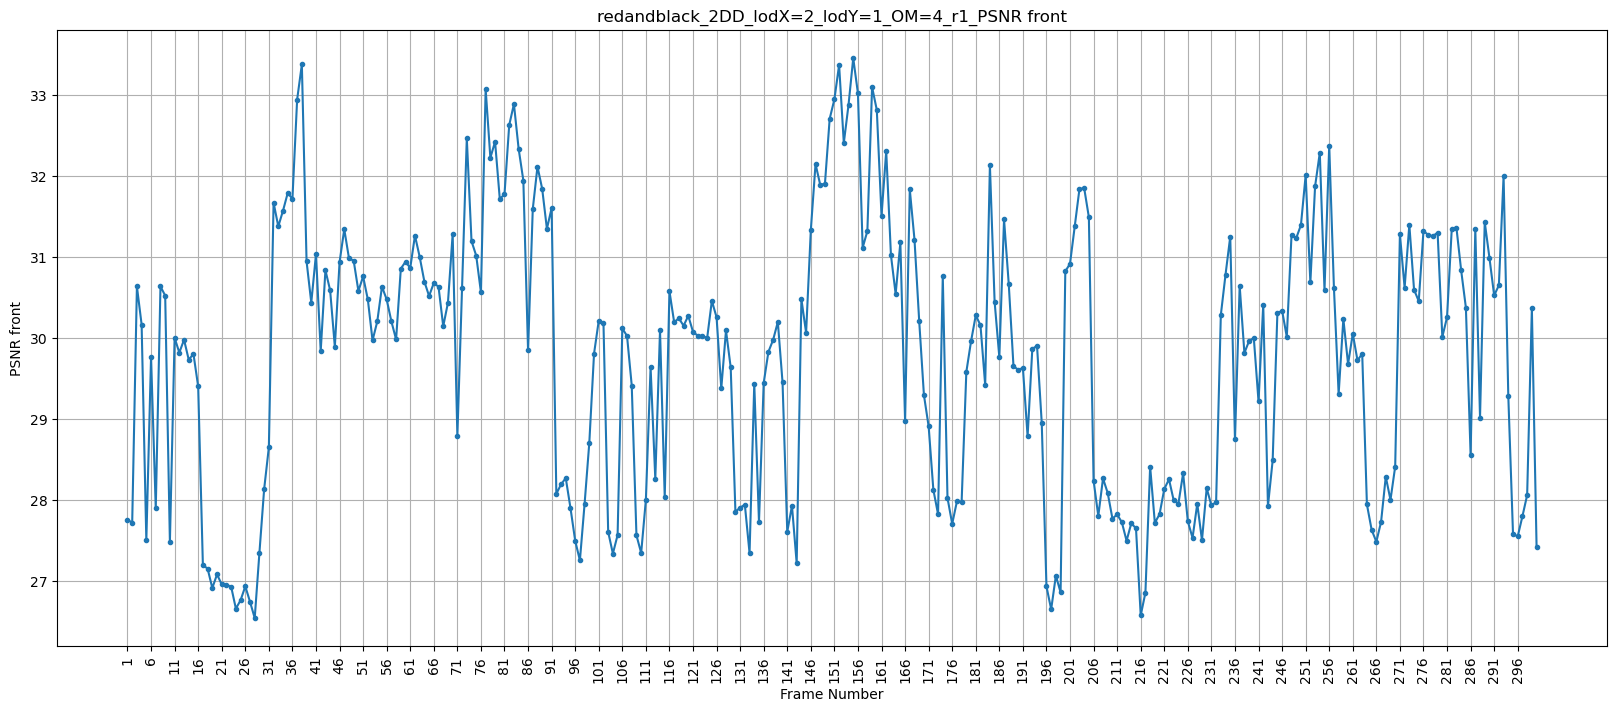 redandblack_2DD_lodX=2_lodY=1_OM=4_r1_PSNR front
33
32
31
30
29
28
27
PSNR front
1 6 11 16 21 26 31 36 41 46 51 56 61 66 71 76 81 86 91 96 101 106 111 116 121 126 131 136 141 146 151 156 161 166 171 176 181 186 191 196 201 206 211 216 221 226 231 236 241 246 251 256 261 266 271 276 281 286 291 296
Frame Number